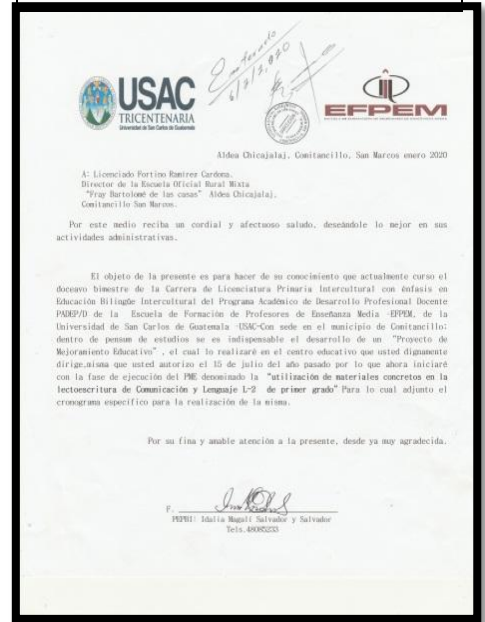 Enterado
USAC
TRICENTENARIA
Universidad de San Carlos de Guatemala
EFPEM
Aldea Chicajalaj, Comitancillo, San Marcos enero 2020
A: Licenciado Fortino Ramírez Cardona.
Director de la Escuela Oficial Rural Mixta
"Fray Bartolomé de las casas" Aldea Chicajalaj,
Comitancillo San Marcos.
Por este medio reciba un cordial y afectuoso saludo, deseándole lo mejor en sus
actividades administrativas.
El objeto de la presente es para hacer de su conocimiento que actualmente curso el
doceavo bimestre de la Carrera de Licenciatura Primaria Intercultural con énfasis en
Educación Bilingüe Intercultural del Programa Académico de Desarrollo Profesional Docente
PADEP/D de la Escuela de Formación de Profesores de Enseñanza Media -EFPEM, de la
Universidad de San Carlos de Guatemala -USAC-Con sede en el municipio de Comitancillo;
dentro de pensum de estudios se es indispensable el desarrollo de un "Proyecto de
Mejoramiento Educativo", el cual lo realizaré en el centro educativo que usted dignamente
dirige,misma que usted autorizo el 15 de julio del año pasado por lo que ahora iniciaré
con la fase de ejecución del PME denominado la "utilización de materiales concretos en la
lectoescritura de Comunicación y Lenguaje L-2 de primer grado" Para lo cual adjunto el
cronograma especifico para la realización de la misma.
Por su fina y amable atención a la presente, desde ya muy agradecida.
F.
Idalia Magali Salvador y Salvador
Tels. 48085233